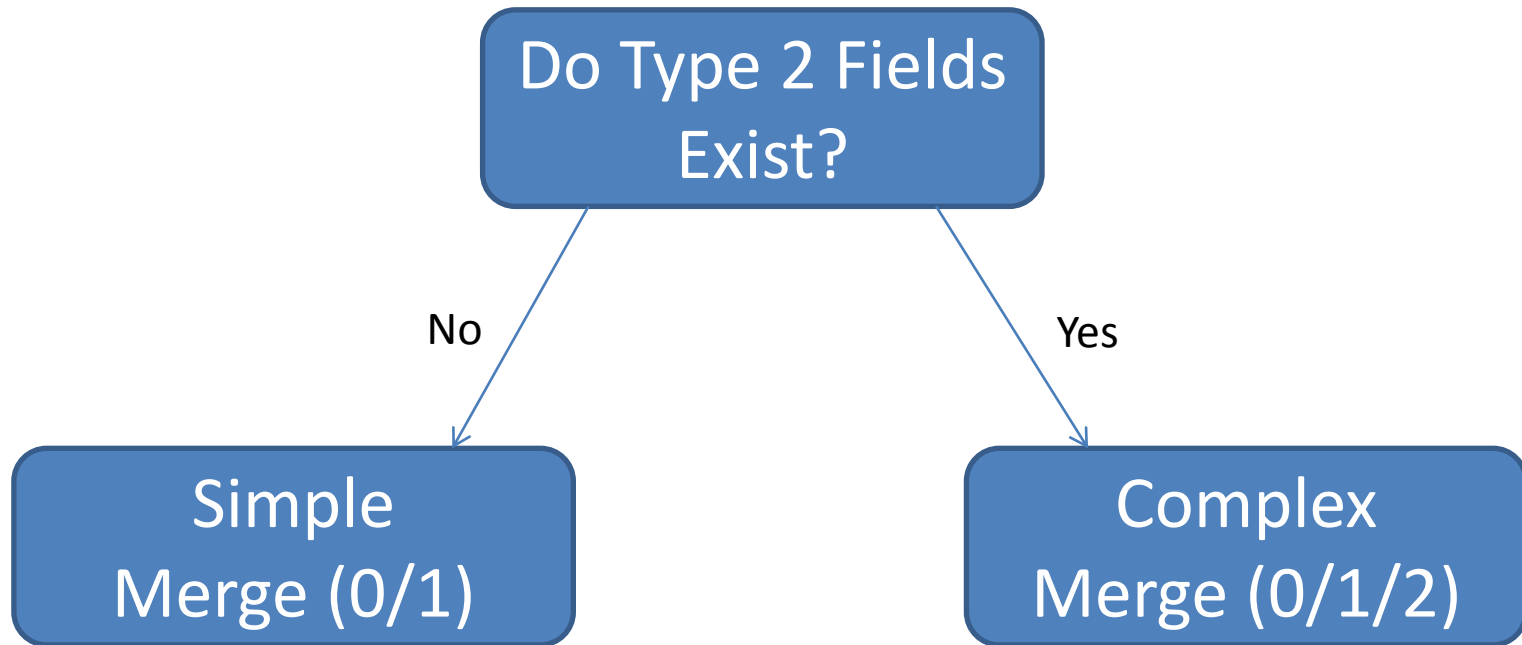 Do Type 2 Fields
Exist?
No
Yes
Simple
Merge (0/1)
Complex
Merge (0/1/2)